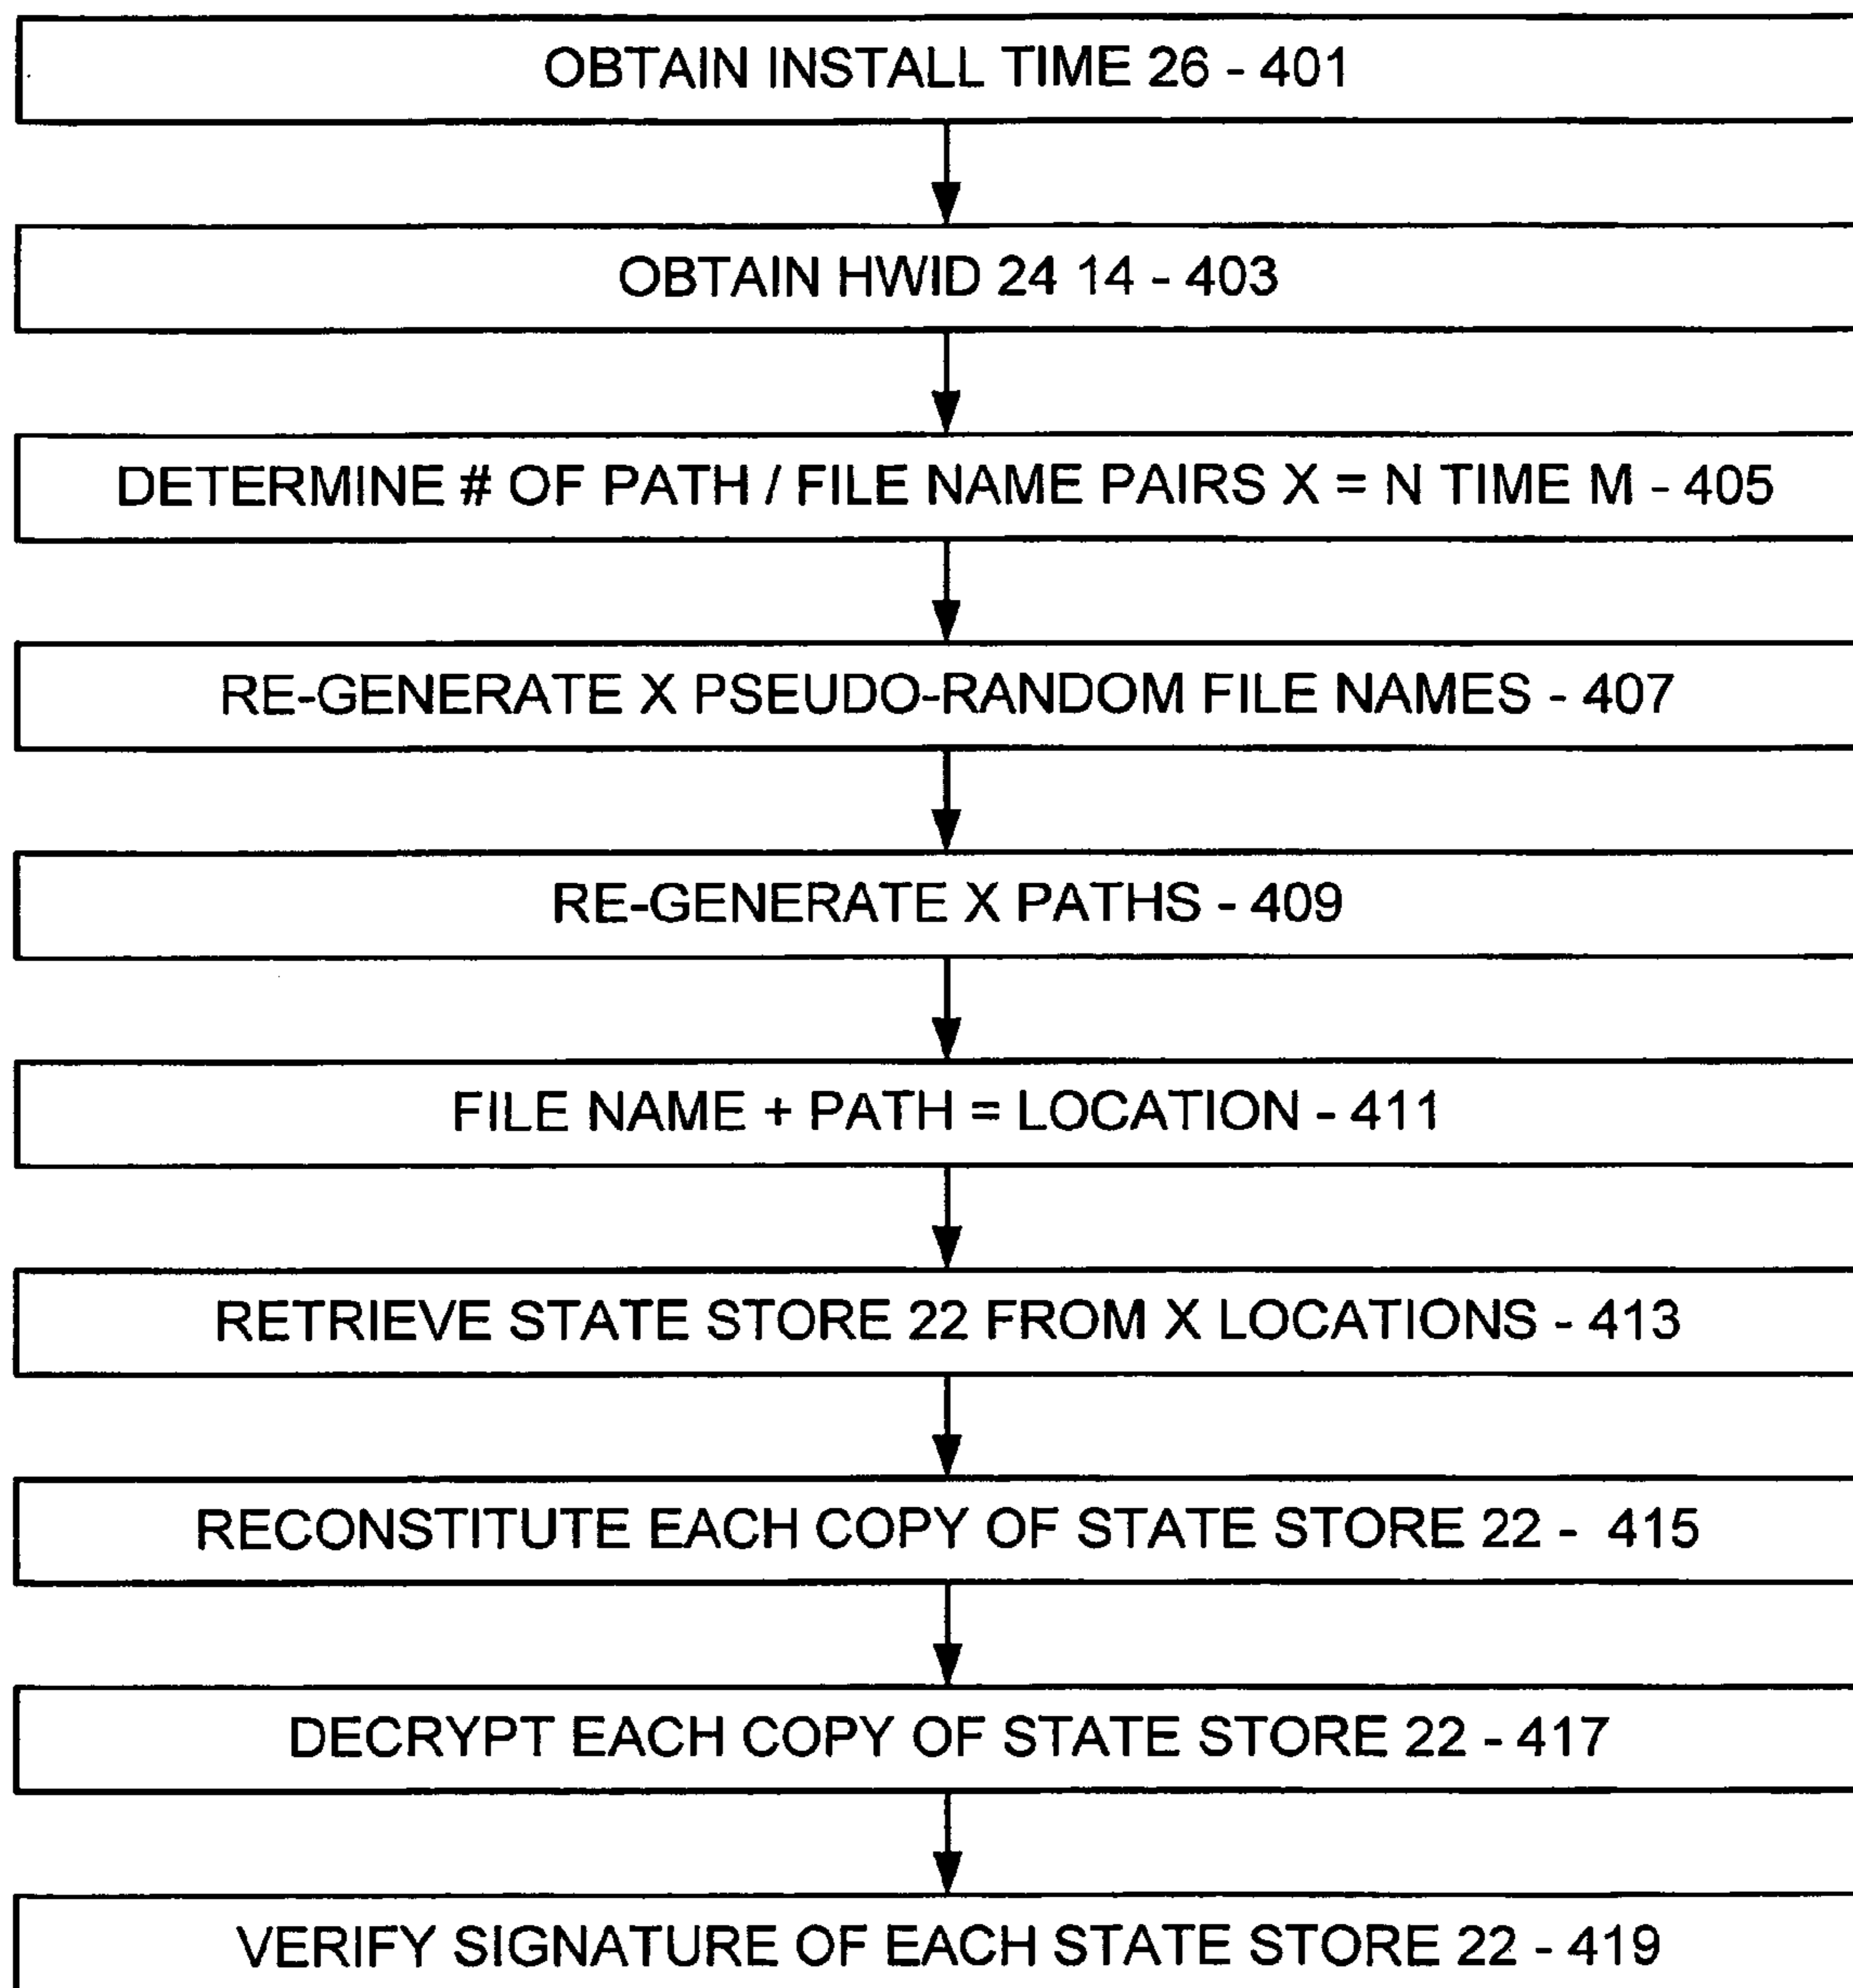 OBTAIN INSTALL TIME 26 - 401
OBTAIN HWID 24 14 - 403
DETERMINE # OF PATH / FILE NAME PAIRS X = N TIME M - 405
RE-GENERATE X PSEUDO-RANDOM FILE NAMES - 407
RE-GENERATE X PATHS - 409
FILE NAME + PATH = LOCATION - 411
RETRIEVE STATE STORE 22 FROM X LOCATIONS - 413
RECONSTITUTE EACH COPY OF STATE STORE 22 - 415
DECRYPT EACH COPY OF STATE STORE 22 - 417
VERIFY SIGNATURE OF EACH STATE STORE 22 - 419